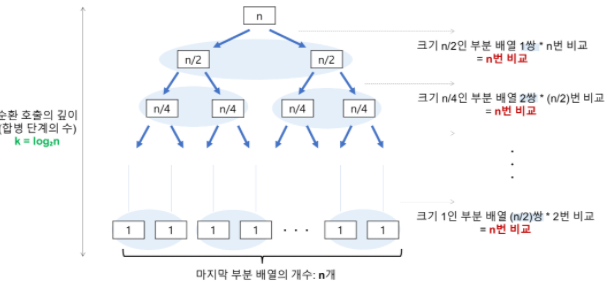 n
크기 n/2인 부분 배열 1쌍 * n번 비교
= n번 비교
n/2 n/2
크기 n/4인 부분 배열 2쌍 * (n/2)번 비교
= n번 비교
n/4 n/4 n/4 n/4
순환 호출의 깊이
(합병 단계의 수)
k = log₂n
.
.
.
크기 1인 부분 배열 (n/2)쌍 * 2번 비교
= n번 비교
1 1 1 1 · · · 1 1
마지막 부분 배열의 개수: n개